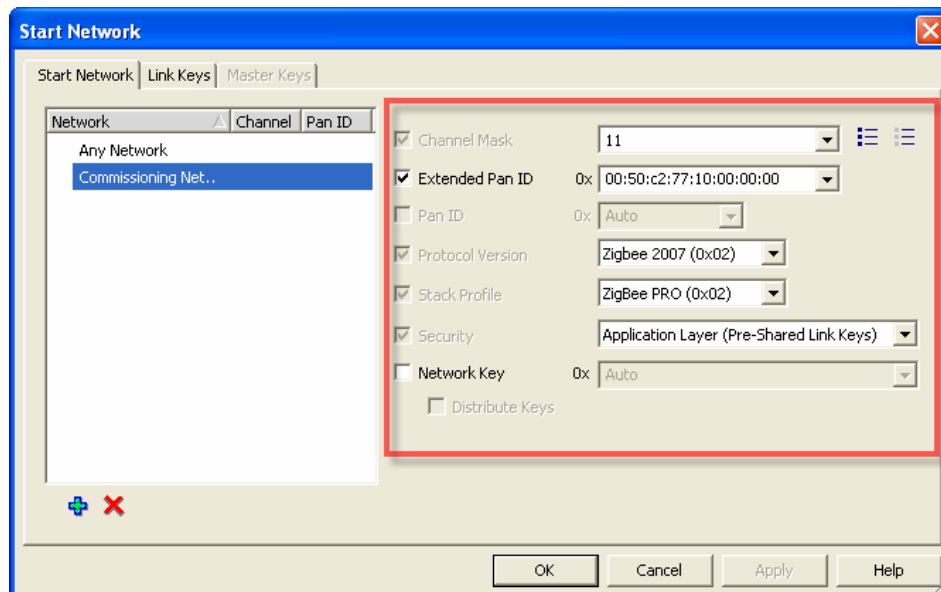 Start Network
Start Network Link Keys Master Keys
Network Channel Pan ID
Any Network
Commissioning Net..
Channel Mask 11
Extended Pan ID 0x 00:50:c2:77:10:00:00:00
Pan ID 0x Auto
Protocol Version Zigbee 2007 (0x02)
Stack Profile ZigBee PRO (0x02)
Security Application Layer (Pre-Shared Link Keys)
Network Key 0x Auto
Distribute Keys
OK Cancel Apply Help